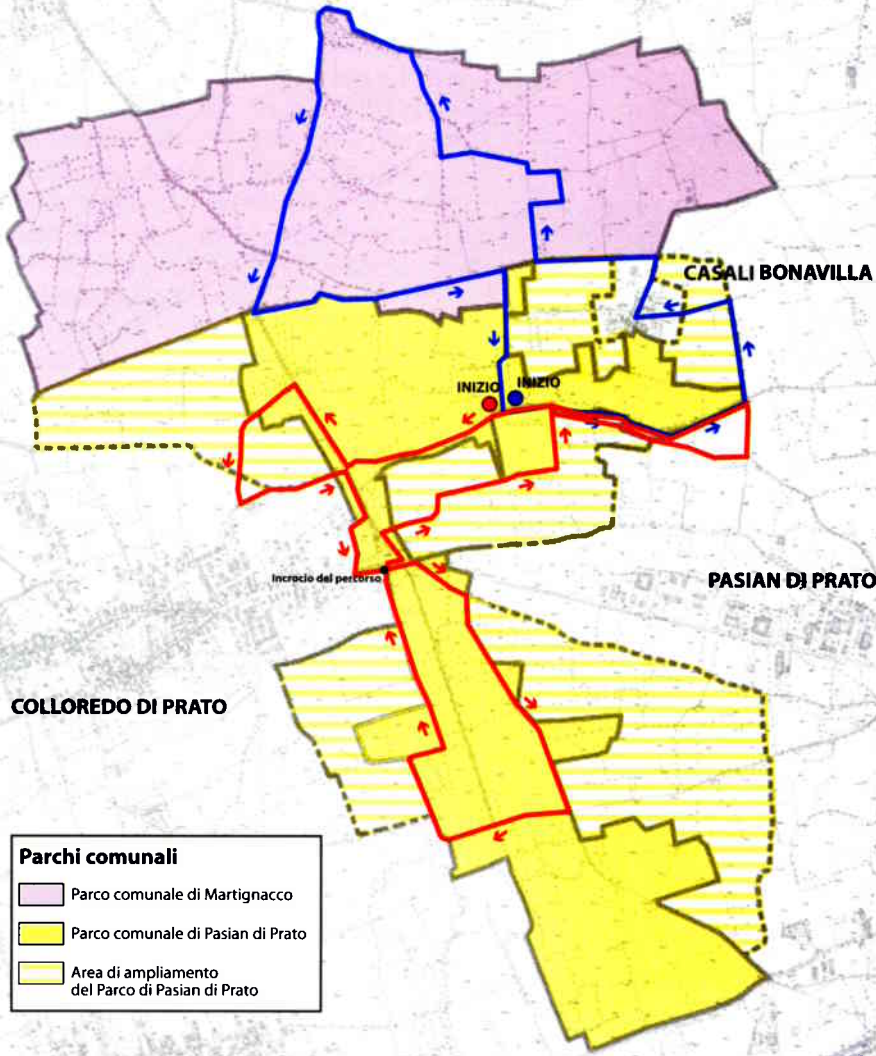 CASALI BONAVILLA
INIZIO
INIZIO
Incrocio del percorso
PASIAN DI PRATO
COLLOREDO DI PRATO
Parchi comunali
Parco comunale di Martignacco
Parco comunale di Pasian di Prato
Area di ampliamento
del Parco di Pasian di Prato